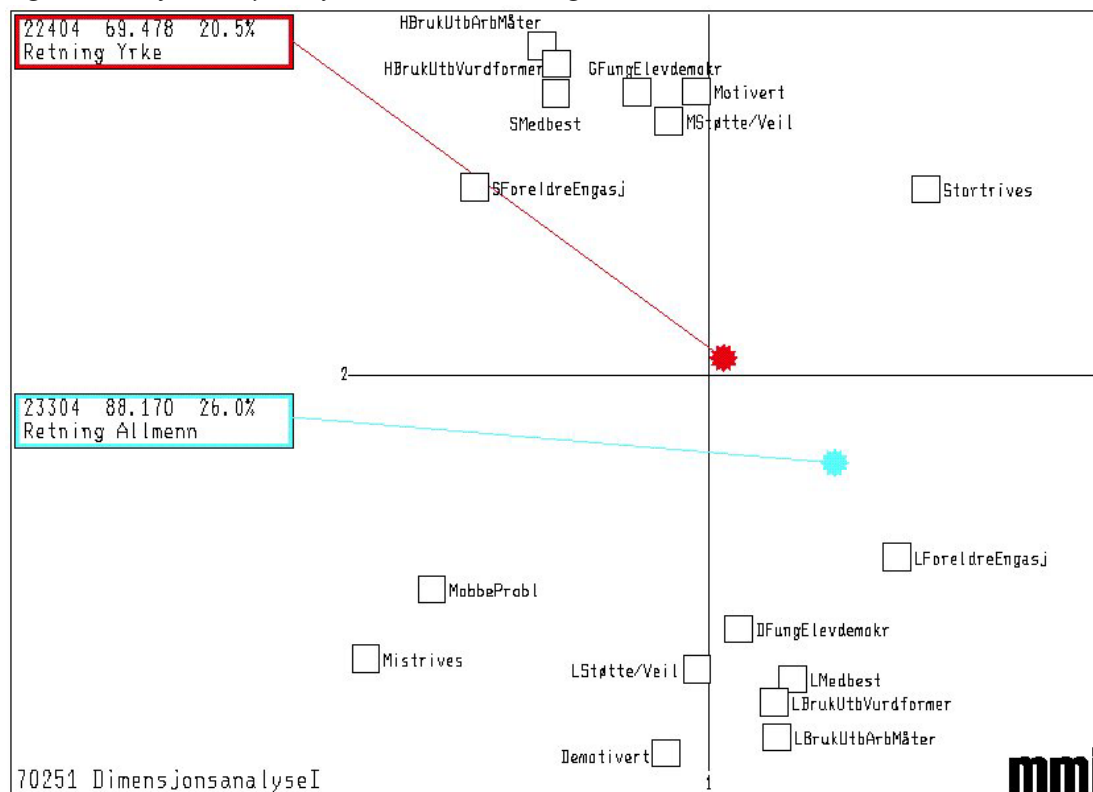 22404 69.478 20.5%
Retning Yrke
HBrukUtbArbMåter
HBrukUtbVurdformer
GFungElevdemokr
Motivert
SMedbest
MStøtte/Veil
SForeldreEngasj
Stortrives
2
23304 88.170 26.0%
Retning Allmenn
LForeldreEngasj
MobbeProbl
DFungElevdemokr
Mistrives
LStøtte/Veil
LMedbest
LBrukUtbVurdformer
LBrukUtbArbMåter
Demotivert
70251 DimensjonsanalyseI
1